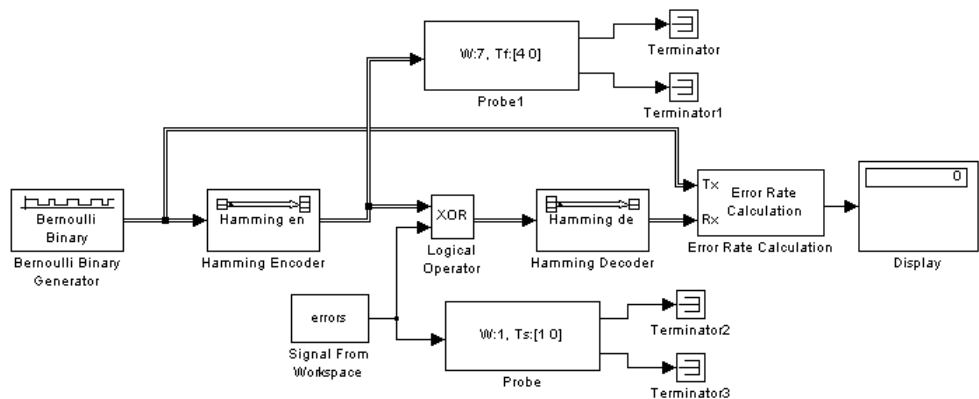 W:7, Tf:[4 0]
Probe1
Terminator
Terminator1
Bernoulli
Binary
Bernoulli Binary
Generator
Hamming en
Hamming Encoder
XOR
Logical
Operator
Hamming de
Hamming Decoder
Tx
Rx
Error Rate
Calculation
Error Rate Calculation
0
Display
errors
Signal From
Workspace
W:1, Ts:[1 0]
Probe
Terminator2
Terminator3